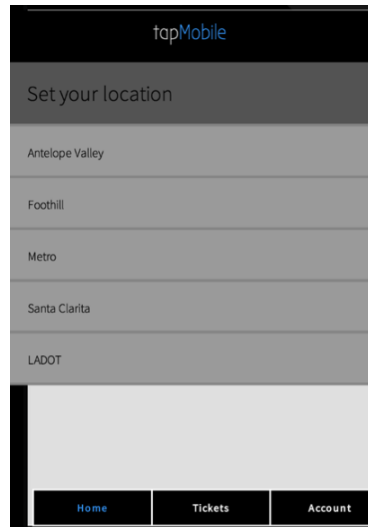 tapMobile
Set your location
Antelope Valley
Foothill
Metro
Santa Clarita
LADOT
Home Tickets Account